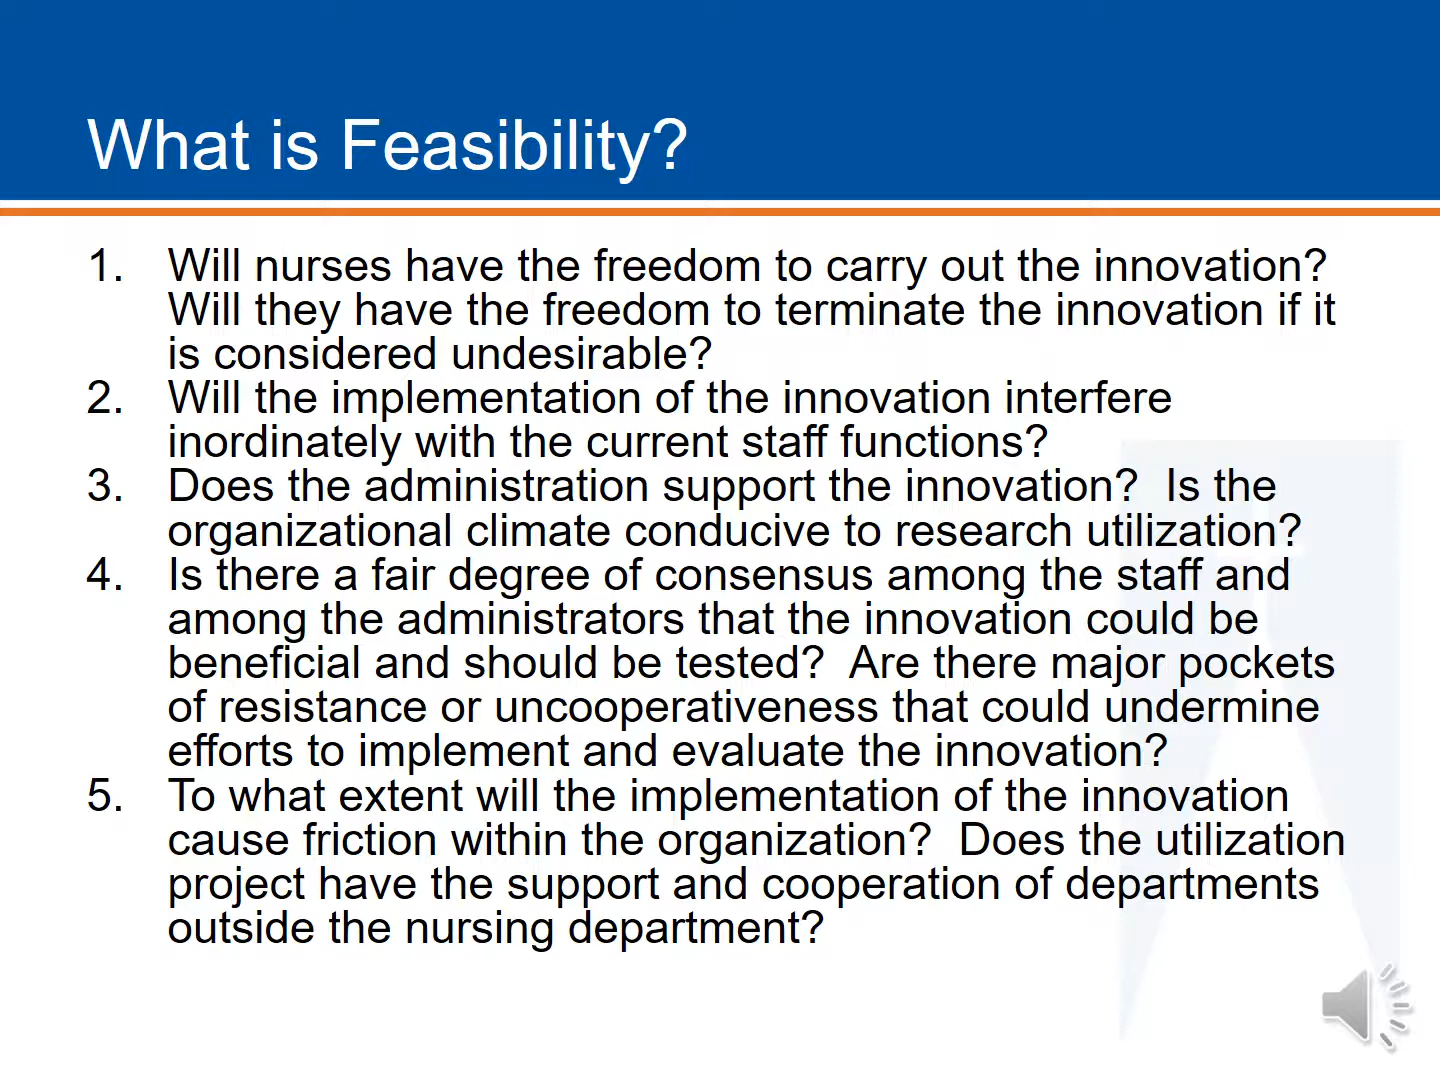 What is Feasibility?
1. Will nurses have the freedom to carry out the innovation?
Will they have the freedom to terminate the innovation if it
is considered undesirable?
2. Will the implementation of the innovation interfere
inordinately with the current staff functions?
3. Does the administration support the innovation?  Is the
organizational climate conducive to research utilization?
4. Is there a fair degree of consensus among the staff and
among the administrators that the innovation could be
beneficial and should be tested?  Are there major pockets
of resistance or uncooperativeness that could undermine
efforts to implement and evaluate the innovation?
5. To what extent will the implementation of the innovation
cause friction within the organization?  Does the utilization
project have the support and cooperation of departments
outside the nursing department?